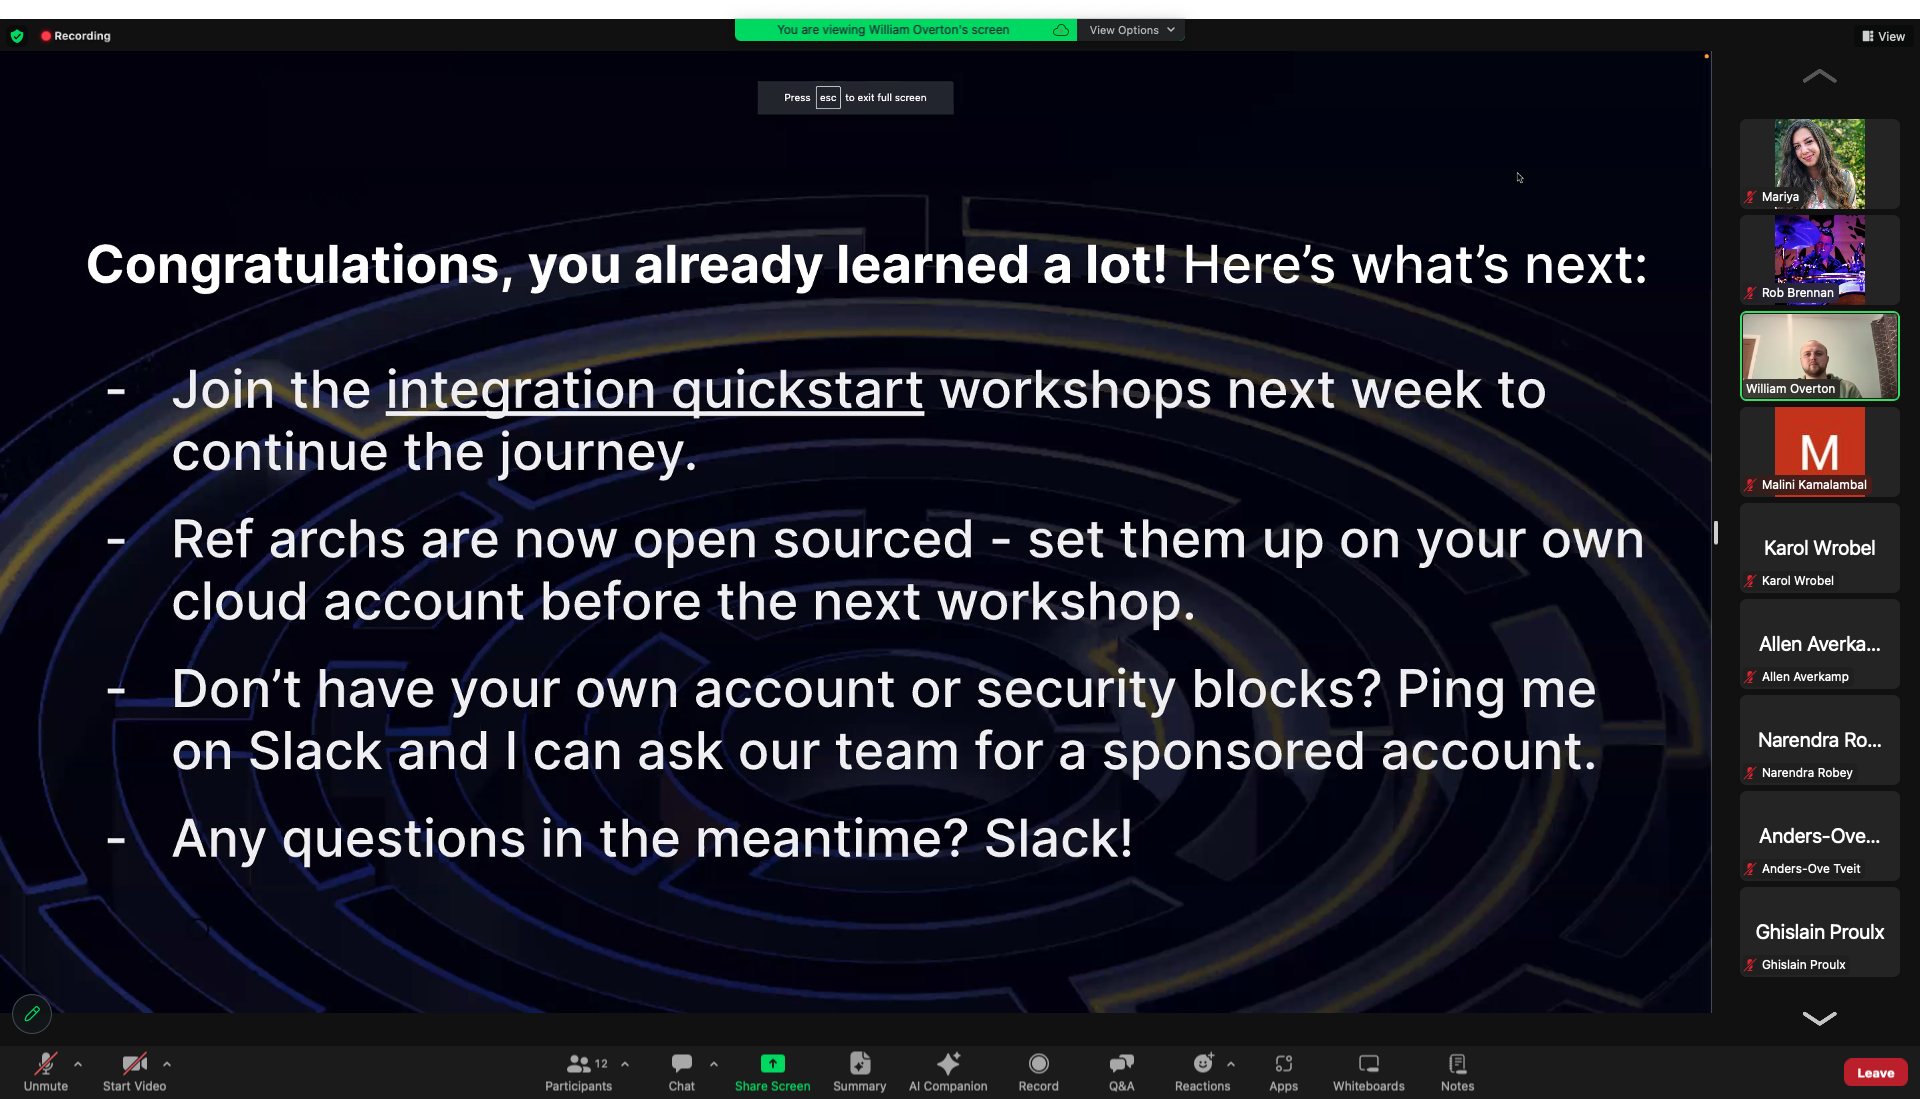 Recording
You are viewing William Overton's screen
View Options
View
Press esc to exit full screen
Congratulations, you already learned a lot! Here’s what’s next:
- Join the integration quickstart workshops next week to
continue the journey.
- Ref archs are now open sourced - set them up on your own
cloud account before the next workshop.
- Don’t have your own account or security blocks? Ping me
on Slack and I can ask our team for a sponsored account.
- Any questions in the meantime? Slack!
Mariya
Rob Brennan
William Overton
M
Malini Kamalambal
Karol Wrobel
Karol Wrobel
Allen Averka...
Allen Averkamp
Narendra Ro...
Narendra Robey
Anders-Ove...
Anders-Ove Tveit
Ghislain Proulx
Ghislain Proulx
Unmute
Start Video
12
Participants
Chat
Share Screen
Summary
AI Companion
Record
Q&A
Reactions
Apps
Whiteboards
Notes
Leave